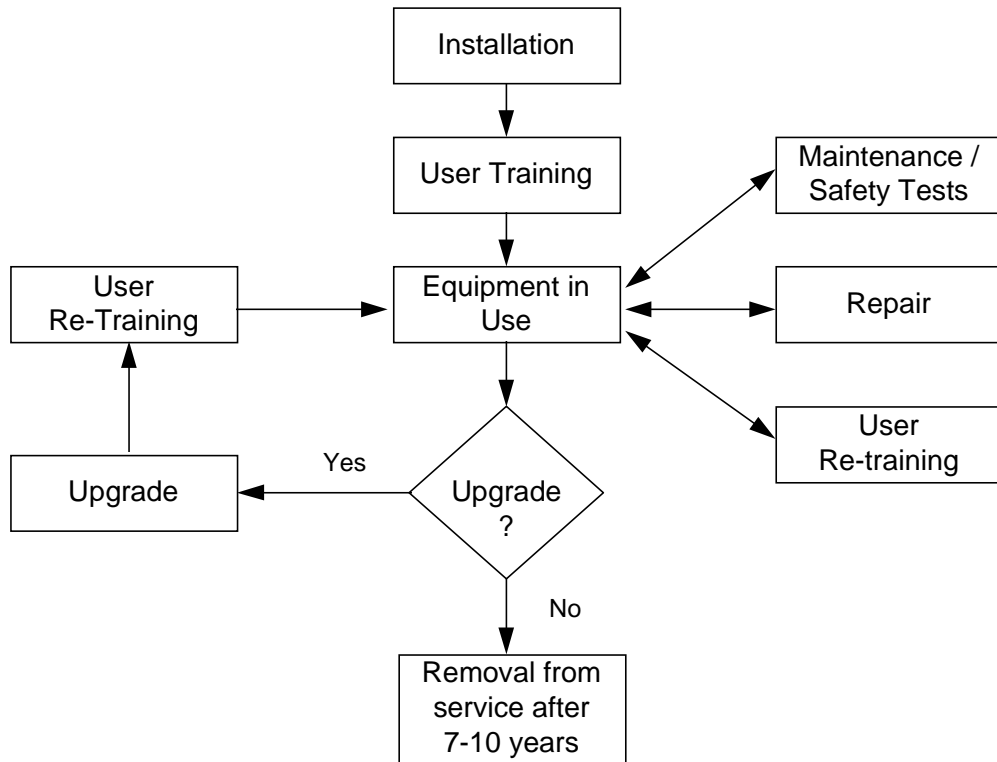 Installation
User Training
Maintenance /
Safety Tests
User
Re-Training
Equipment in
Use
Repair
User
Re-training
Yes
Upgrade
Upgrade
?
No
Removal from
service after
7-10 years